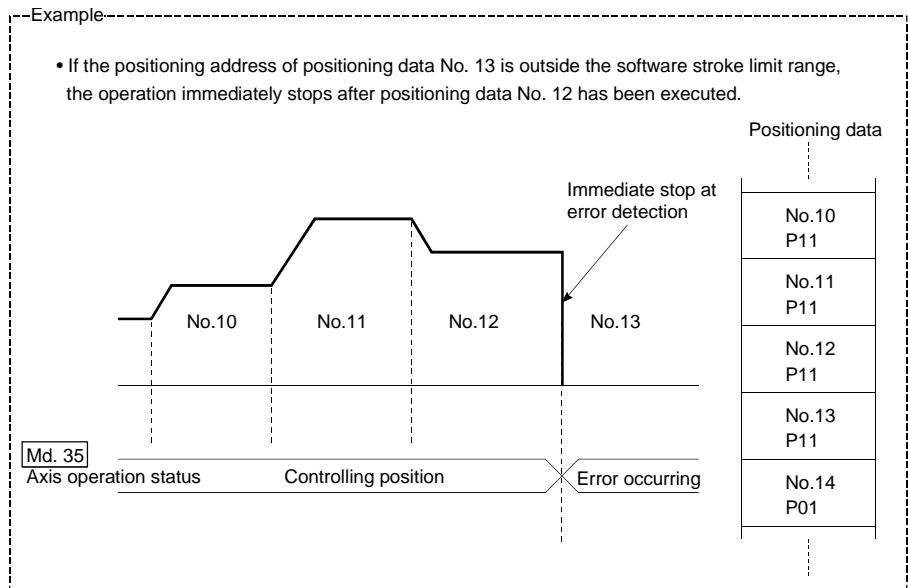 Example
• If the positioning address of positioning data No. 13 is outside the software stroke limit range,
the operation immediately stops after positioning data No. 12 has been executed.
Positioning data
Immediate stop at
error detection
No.10
No.11
No.12
No.13
No.10
P11
No.11
P11
No.12
P11
No.13
P11
No.14
P01
Md. 35
Axis operation status
Controlling position
Error occurring